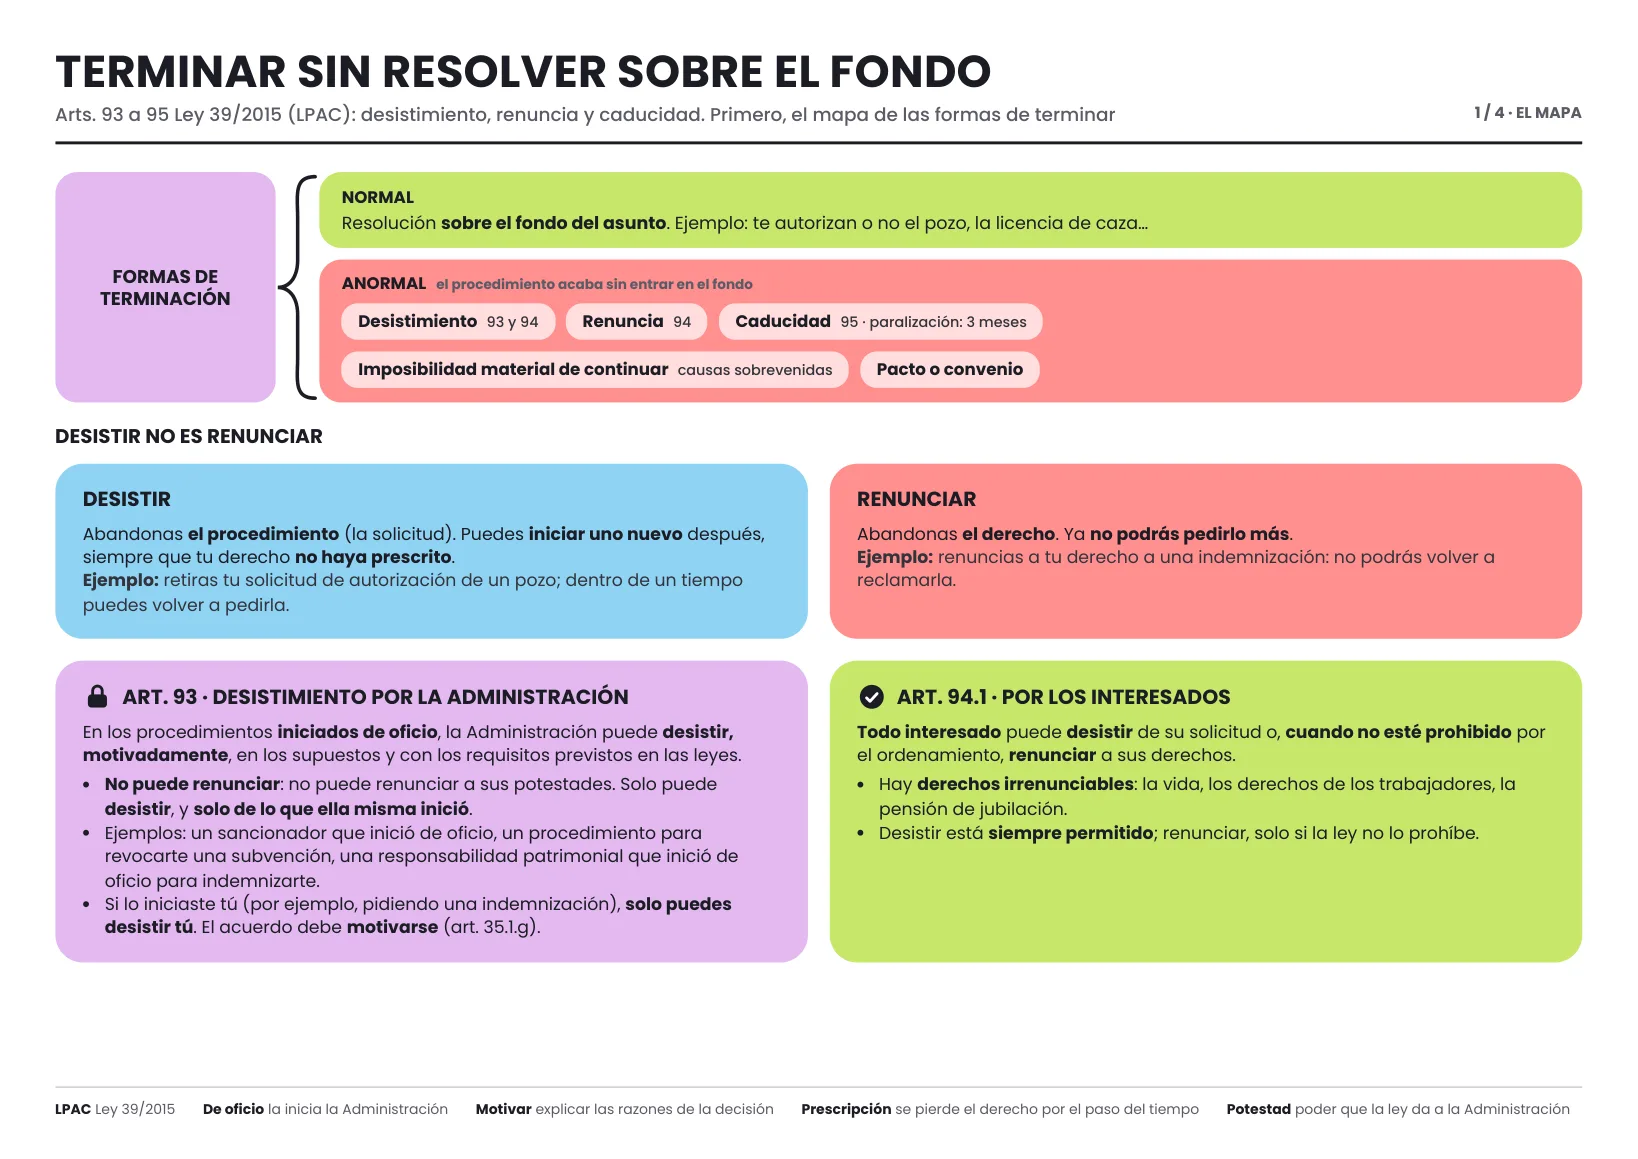 TERMINAR SIN RESOLVER SOBRE EL FONDO
Arts. 93 a 95 Ley 39/2015 (LPAC): desistimiento, renuncia y caducidad. Primero, el mapa de las formas de terminar
1 / 4 · EL MAPA
FORMAS DE
TERMINACIÓN
NORMAL
Resolución sobre el fondo del asunto. Ejemplo: te autorizan o no el pozo, la licencia de caza...
ANORMAL el procedimiento acaba sin entrar en el fondo
Desistimiento 93 y 94
Renuncia 94
Caducidad 95 · paralización: 3 meses
Imposibilidad material de continuar causas sobrevenidas
Pacto o convenio
DESISTIR NO ES RENUNCIAR
DESISTIR
Abandonas el procedimiento (la solicitud). Puedes iniciar uno nuevo después,
siempre que tu derecho no haya prescrito.
Ejemplo: retiras tu solicitud de autorización de un pozo; dentro de un tiempo
puedes volver a pedirla.
RENUNCIAR
Abandonas el derecho. Ya no podrás pedirlo más.
Ejemplo: renuncias a tu derecho a una indemnización: no podrás volver a
reclamarla.
ART. 93 · DESISTIMIENTO POR LA ADMINISTRACIÓN
En los procedimientos iniciados de oficio, la Administración puede desistir,
motivadamente, en los supuestos y con los requisitos previstos en las leyes.
• No puede renunciar: no puede renunciar a sus potestades. Solo puede
desistir, y solo de lo que ella misma inició.
• Ejemplos: un sancionador que inició de oficio, un procedimiento para
revocarte una subvención, una responsabilidad patrimonial que inició de
oficio para indemnizarte.
• Si lo iniciaste tú (por ejemplo, pidiendo una indemnización), solo puedes
desistir tú. El acuerdo debe motivarse (art. 35.1.g).
ART. 94.1 · POR LOS INTERESADOS
Todo interesado puede desistir de su solicitud o, cuando no esté prohibido por
el ordenamiento, renunciar a sus derechos.
• Hay derechos irrenunciables: la vida, los derechos de los trabajadores, la
pensión de jubilación.
• Desistir está siempre permitido; renunciar, solo si la ley no lo prohíbe.
LPAC Ley 39/2015
De oficio la inicia la Administración
Motivar explicar las razones de la decisión
Prescripción se pierde el derecho por el paso del tiempo
Potestad poder que la ley da a la Administración